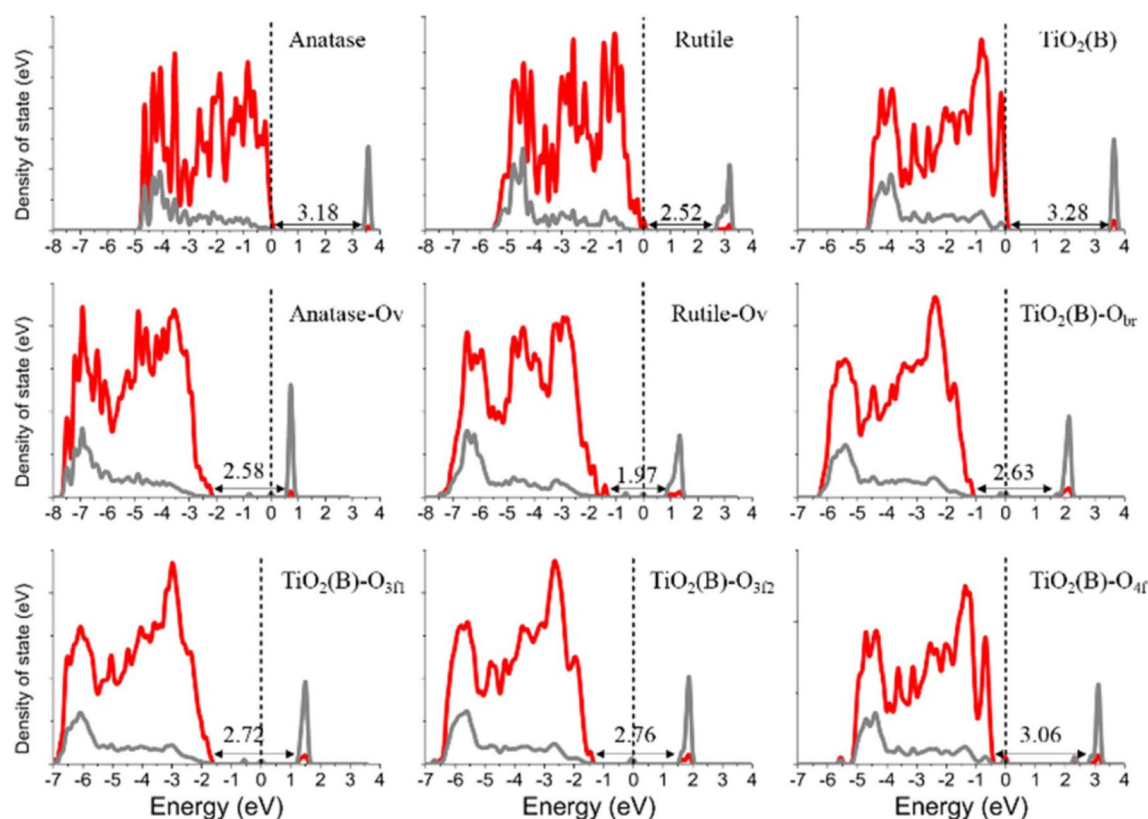 Anatase
Rutile
TiO₂(B)
Density of state (eV)
3.18
2.52
3.28
-8 -7 -6 -5 -4 -3 -2 -1 0 1 2 3 4
-8 -7 -6 -5 -4 -3 -2 -1 0 1 2 3 4
-7 -6 -5 -4 -3 -2 -1 0 1 2 3 4
Anatase-Ov
Rutile-Ov
TiO₂(B)-Obr
Density of state (eV)
2.58
1.97
2.63
-8 -7 -6 -5 -4 -3 -2 -1 0 1 2 3 4
-8 -7 -6 -5 -4 -3 -2 -1 0 1 2 3 4
-7 -6 -5 -4 -3 -2 -1 0 1 2 3 4
TiO₂(B)-O3f1
TiO₂(B)-O3f2
TiO₂(B)-O4f
Density of state (eV)
2.72
2.76
3.06
-7 -6 -5 -4 -3 -2 -1 0 1 2 3 4
-7 -6 -5 -4 -3 -2 -1 0 1 2 3 4
-7 -6 -5 -4 -3 -2 -1 0 1 2 3 4
Energy (eV)
Energy (eV)
Energy (eV)